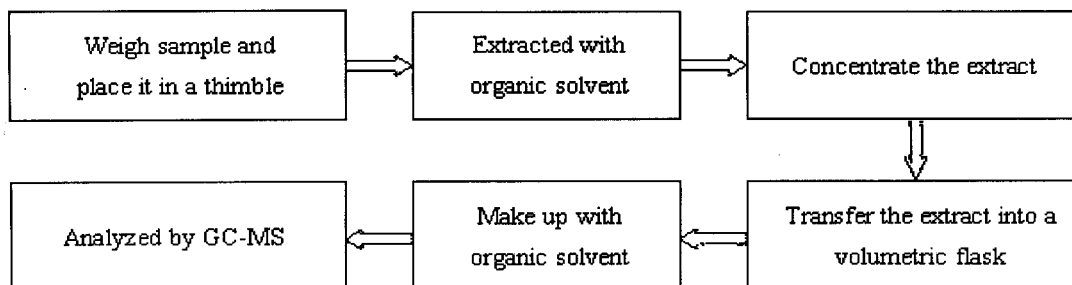 Weigh sample and
place it in a thimble
Extracted with
organic solvent
Concentrate the extract
Transfer the extract into a
volumetric flask
Make up with
organic solvent
Analyzed by GC-MS